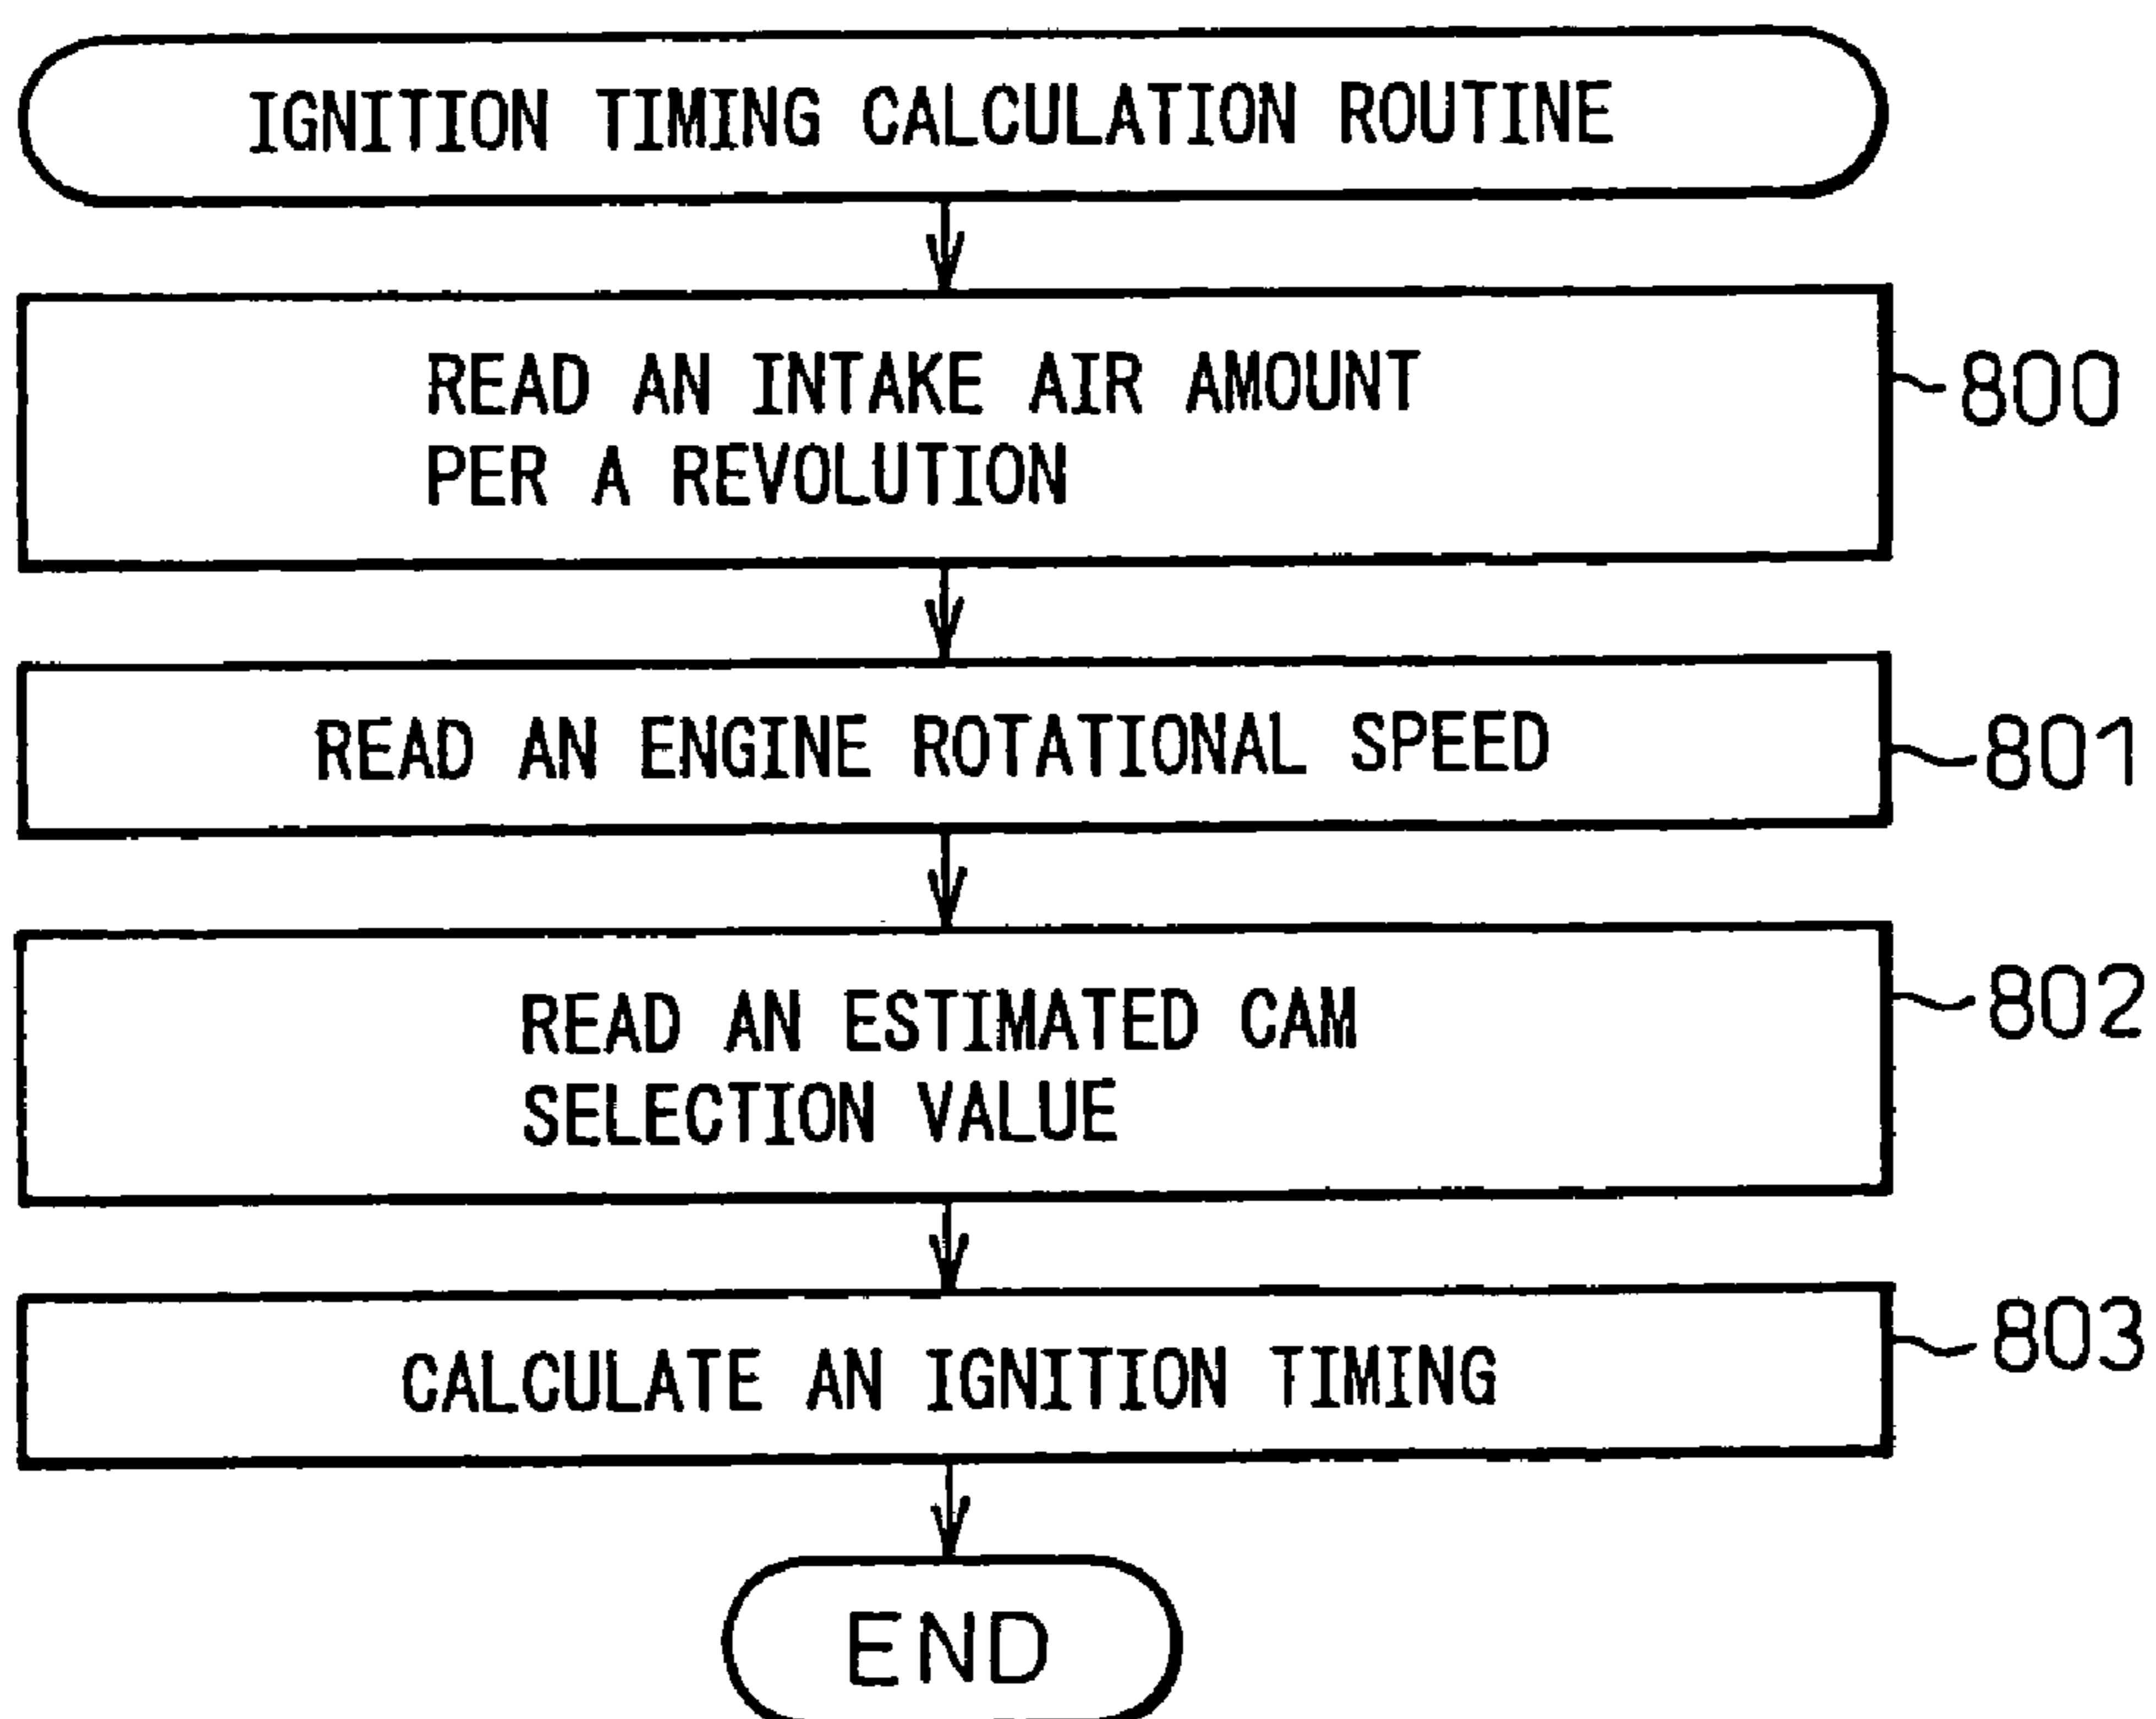 IGNITION TIMING CALCULATION ROUTINE
READ AN INTAKE AIR AMOUNT
PER A REVOLUTION
800
READ AN ENGINE ROTATIONAL SPEED
801
READ AN ESTIMATED CAM
SELECTION VALUE
802
CALCULATE AN IGNITION TIMING
803
END